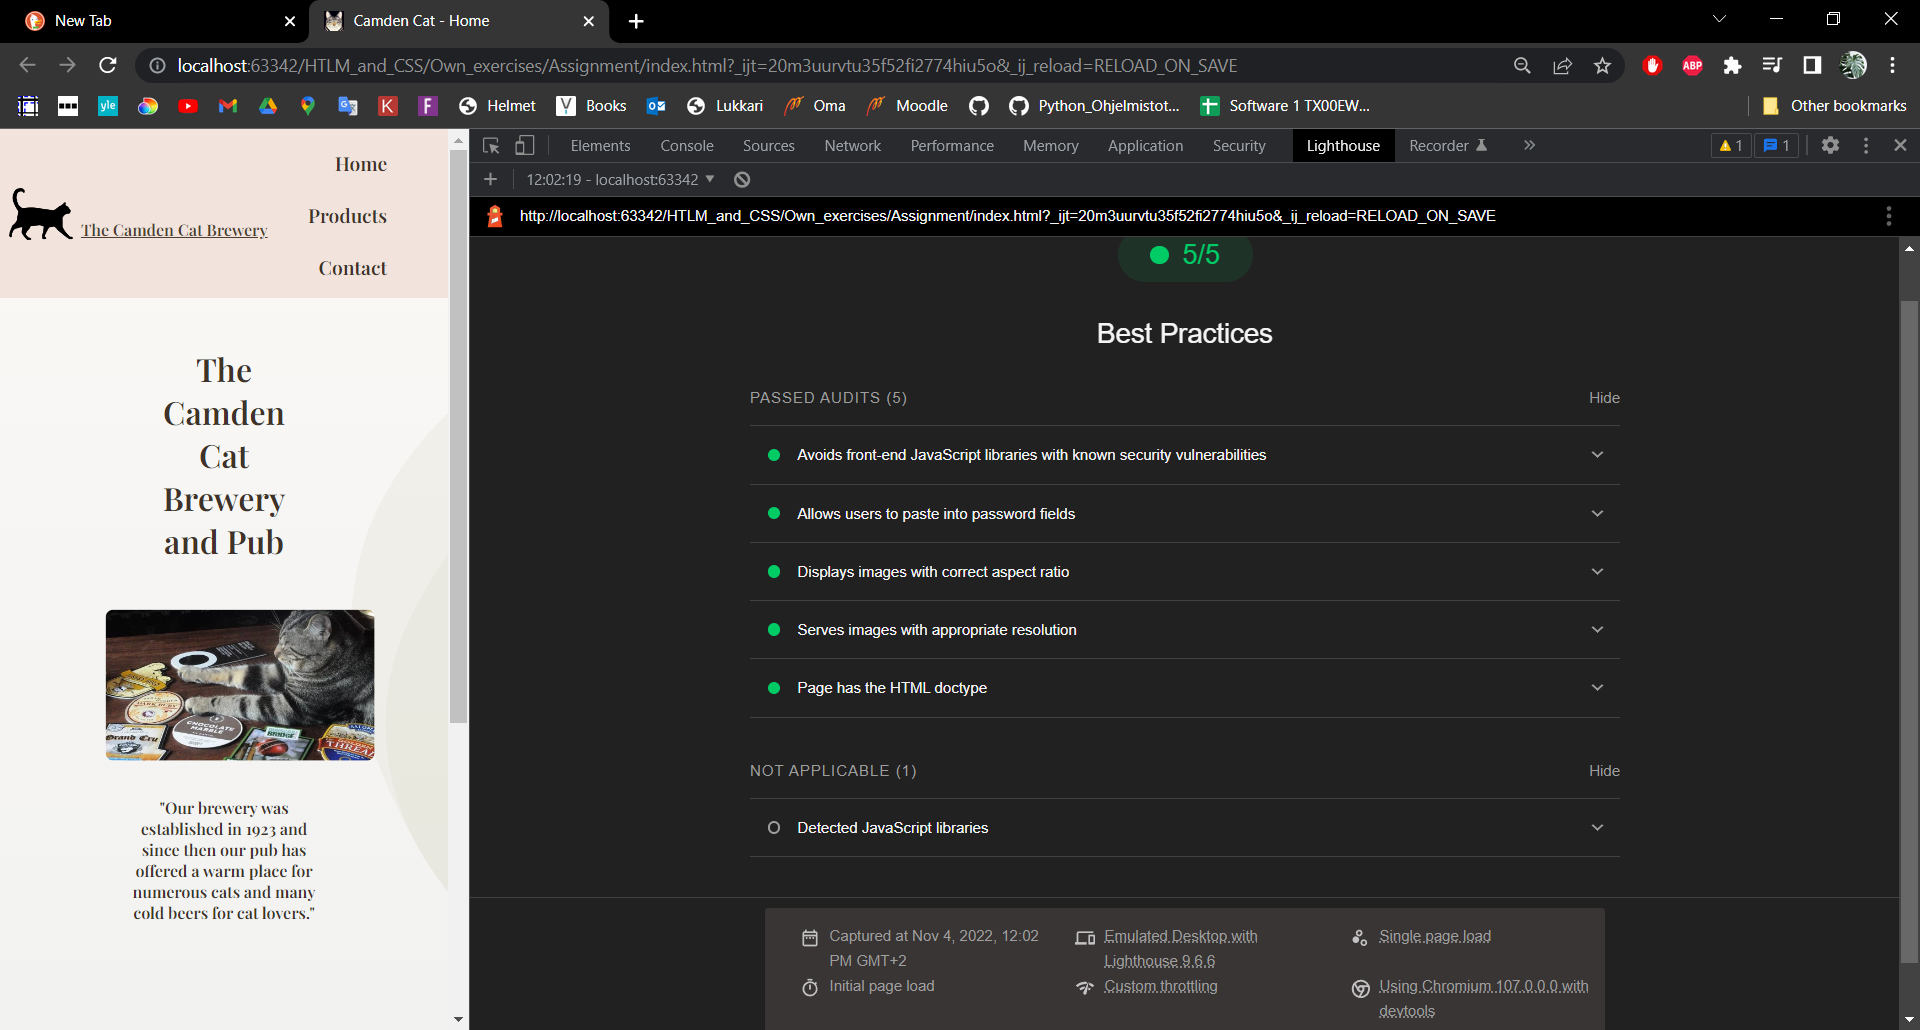 New Tab
Camden Cat - Home
localhost:63342/HTLM_and_CSS/Own_exercises/Assignment/index.html?_ijt=20m3uurvtu35f52fi2774hiu5o&_ij_reload=RELOAD_ON_SAVE
ABP
yle
K
F
Helmet
V
Books
Lukkari
Oma
Moodle
Python_Ohjelmistot...
Software 1 TX00EW...
Other bookmarks
Elements
Console
Sources
Network
Performance
Memory
Application
Security
Lighthouse
Recorder
1
1
12:02:19 - localhost:63342
http://localhost:63342/HTLM_and_CSS/Own_exercises/Assignment/index.html?_ijt=20m3uurvtu35f52fi2774hiu5o&_ij_reload=RELOAD_ON_SAVE
Home
Products
The Camden Cat Brewery
Contact
The
Camden
Cat
Brewery
and Pub
CHOCOLATE
MARBLE
Grand Cru
BRIDGE
"Our brewery was
established in 1923 and
since then our pub has
offered a warm place for
numerous cats and many
cold beers for cat lovers."
5/5
Best Practices
PASSED AUDITS (5)
Hide
Avoids front-end JavaScript libraries with known security vulnerabilities
Allows users to paste into password fields
Displays images with correct aspect ratio
Serves images with appropriate resolution
Page has the HTML doctype
NOT APPLICABLE (1)
Hide
Detected JavaScript libraries
Captured at Nov 4, 2022, 12:02
PM GMT+2
Emulated Desktop with
Lighthouse 9.6.6
Single page load
Initial page load
Custom throttling
Using Chromium 107.0.0.0 with
devtools